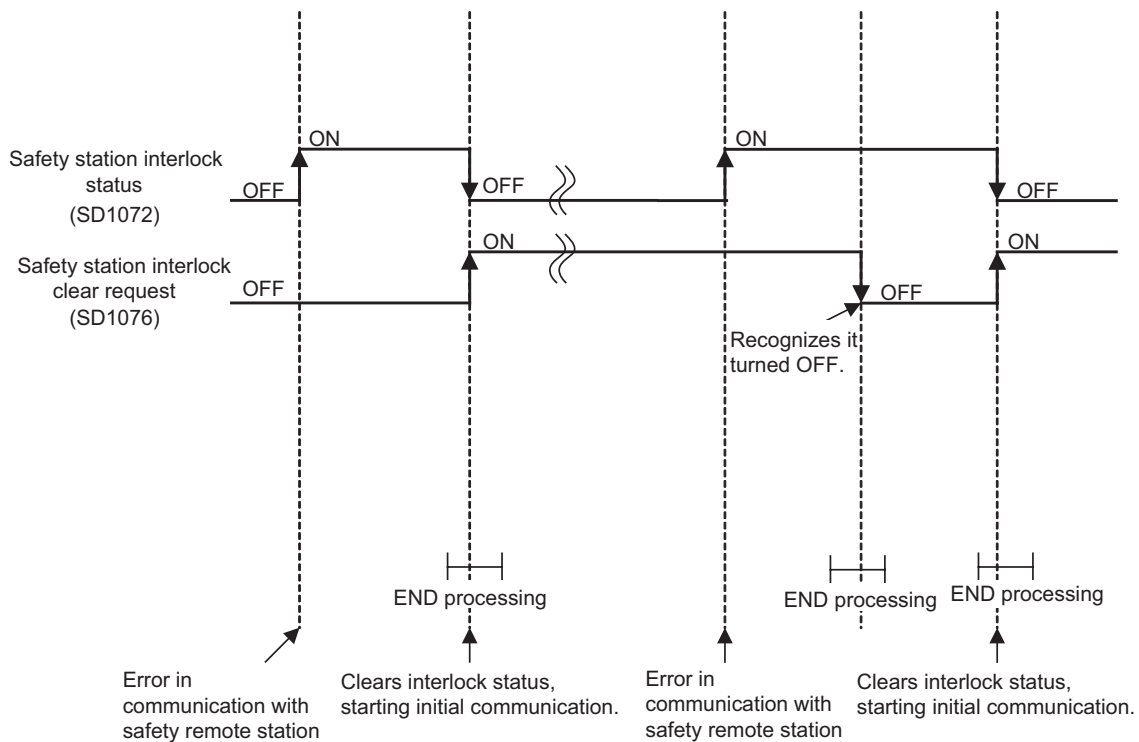 ON
ON
Safety station interlock
status
(SD1072)
OFF
OFF
OFF
ON
ON
Safety station interlock
clear request
(SD1076)
OFF
OFF
Recognizes it
turned OFF.
END processing
END processing
END processing
Error in
communication with
safety remote station
Clears interlock status,
starting initial communication.
Error in
communication with
safety remote station
Clears interlock status,
starting initial communication.